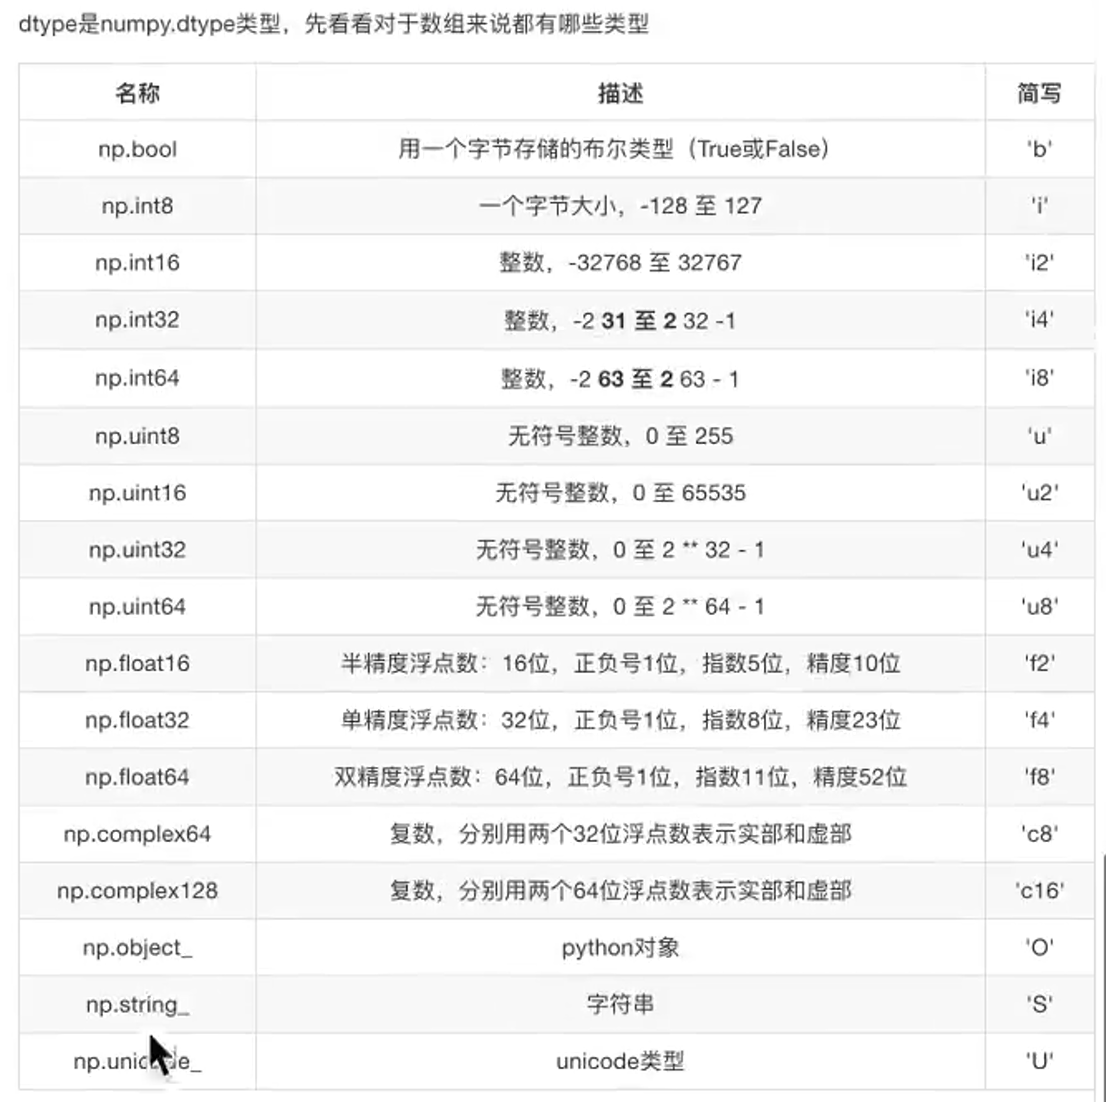 dtype是numpy.dtype类型，先看看对于数组来说都有哪些类型
名称 描述 简写
np.bool 用一个字节存储的布尔类型（True或False） 'b'
np.int8 一个字节大小，-128 至 127 'i'
np.int16 整数，-32768 至 32767 'i2'
np.int32 整数，-2 31 至 2 32 -1 'i4'
np.int64 整数，-2 63 至 2 63 - 1 'i8'
np.uint8 无符号整数，0 至 255 'u'
np.uint16 无符号整数，0 至 65535 'u2'
np.uint32 无符号整数，0 至 2 ** 32 - 1 'u4'
np.uint64 无符号整数，0 至 2 ** 64 - 1 'u8'
np.float16 半精度浮点数：16位，正负号1位，指数5位，精度10位 'f2'
np.float32 单精度浮点数：32位，正负号1位，指数8位，精度23位 'f4'
np.float64 双精度浮点数：64位，正负号1位，指数11位，精度52位 'f8'
np.complex64 复数，分别用两个32位浮点数表示实部和虚部 'c8'
np.complex128 复数，分别用两个64位浮点数表示实部和虚部 'c16'
np.object_ python对象 'O'
np.string_ 字符串 'S'
np.unicode_ unicode类型 'U'